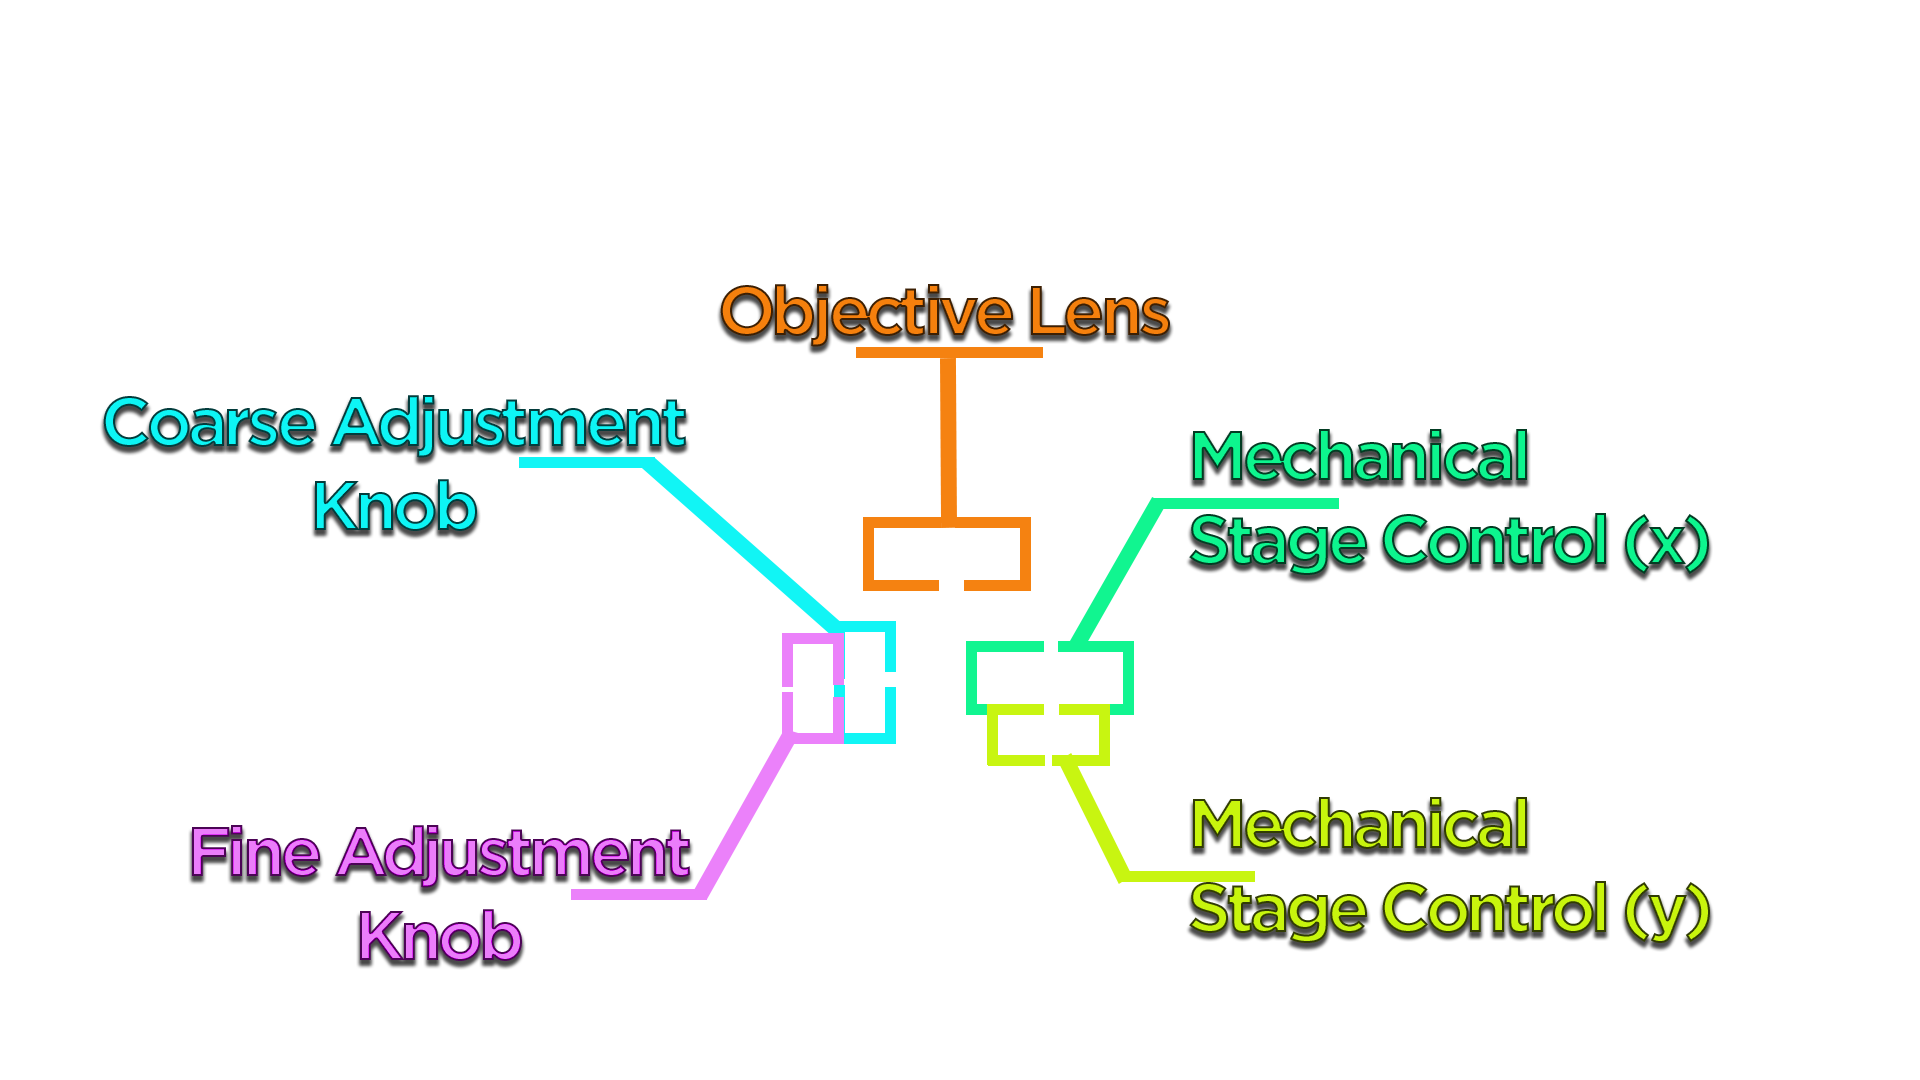 Objective Lens
Coarse Adjustment
Knob
Mechanical
Stage Control (x)
Fine Adjustment
Knob
Mechanical
Stage Control (y)